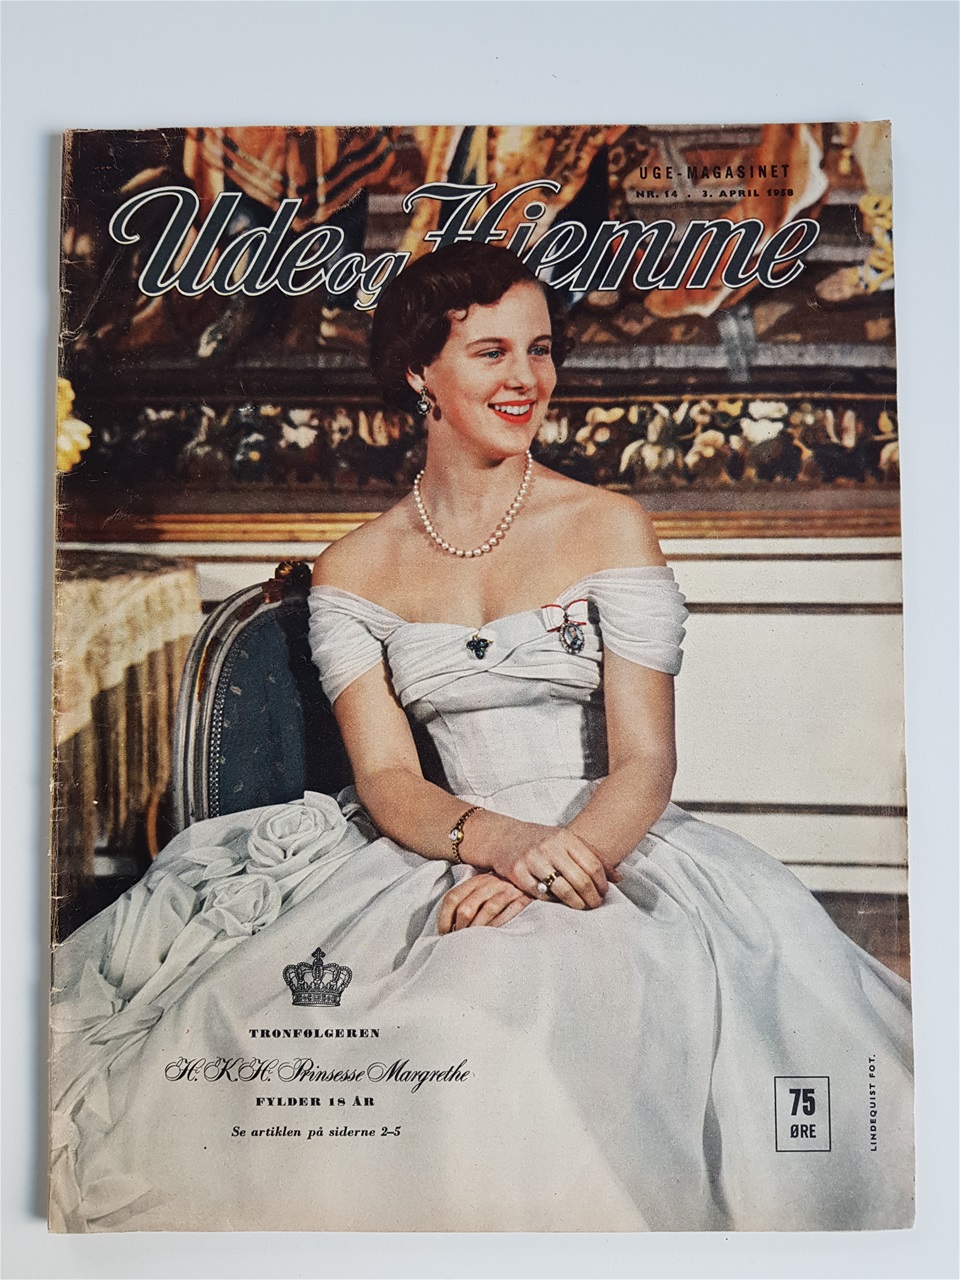 UGE-MAGASINET
NR. 14 . 3. APRIL 1958
Ude og Hjemme
TRONFØLGEREN
H.K.H. Prinsesse Margrethe
FYLDER 18 ÅR
Se artiklen på siderne 2-5
75
ØRE
LINDEQUIST FOT.